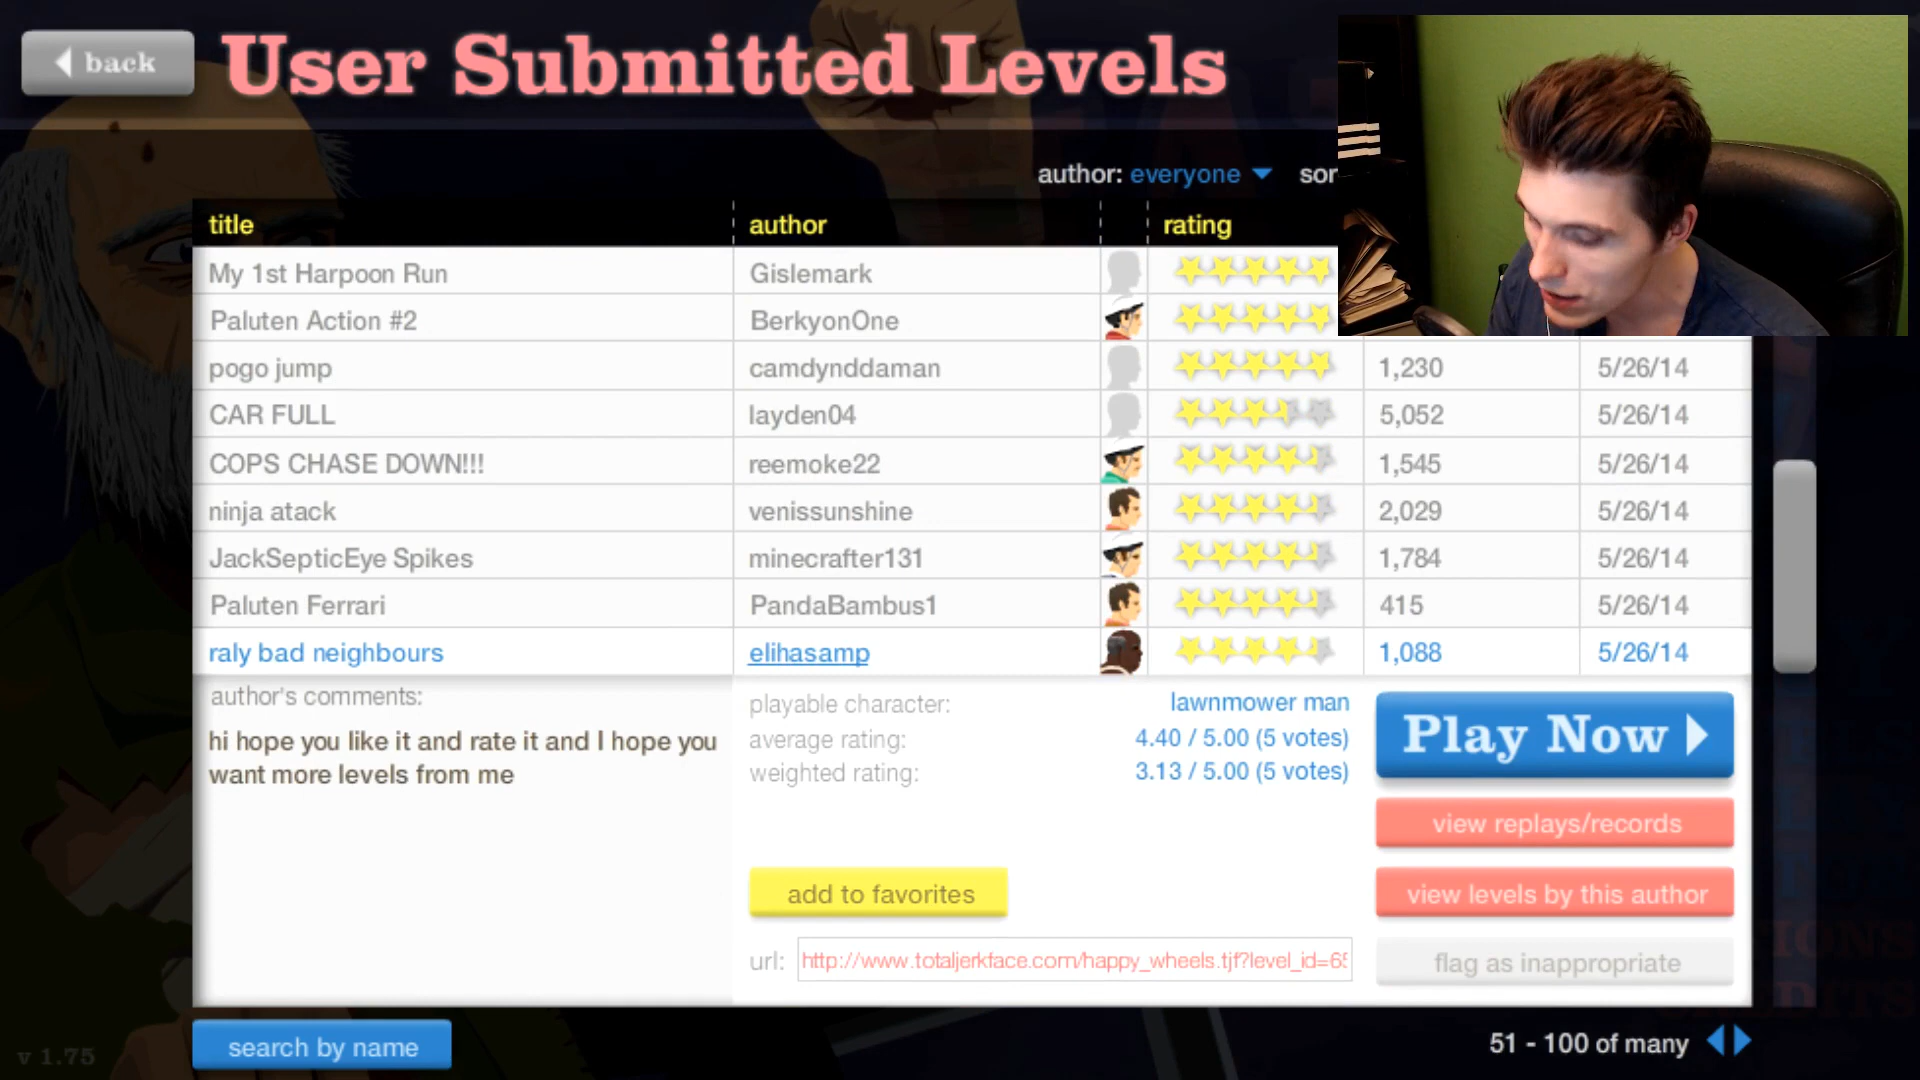 back
User Submitted Levels
author: everyone
title author rating
My 1st Harpoon Run Gislemark
Paluten Action #2 BerkyonOne
pogo jump camdynddaman 1,230 5/26/14
CAR FULL layden04 5,052 5/26/14
COPS CHASE DOWN!!! reemoke22 1,545 5/26/14
ninja atack venissunshine 2,029 5/26/14
JackSepticEye Spikes minecrafter131 1,784 5/26/14
Paluten Ferrari PandaBambus1 415 5/26/14
raly bad neighbours elihasamp 1,088 5/26/14
author's comments:
hi hope you like it and rate it and I hope you
want more levels from me
playable character: lawnmower man
average rating: 4.40 / 5.00 (5 votes)
weighted rating: 3.13 / 5.00 (5 votes)
Play Now
view replays/records
add to favorites
view levels by this author
url: http://www.totaljerkface.com/happy_wheels.tjf?level_id=6
flag as inappropriate
search by name
51 - 100 of many
v 1.75